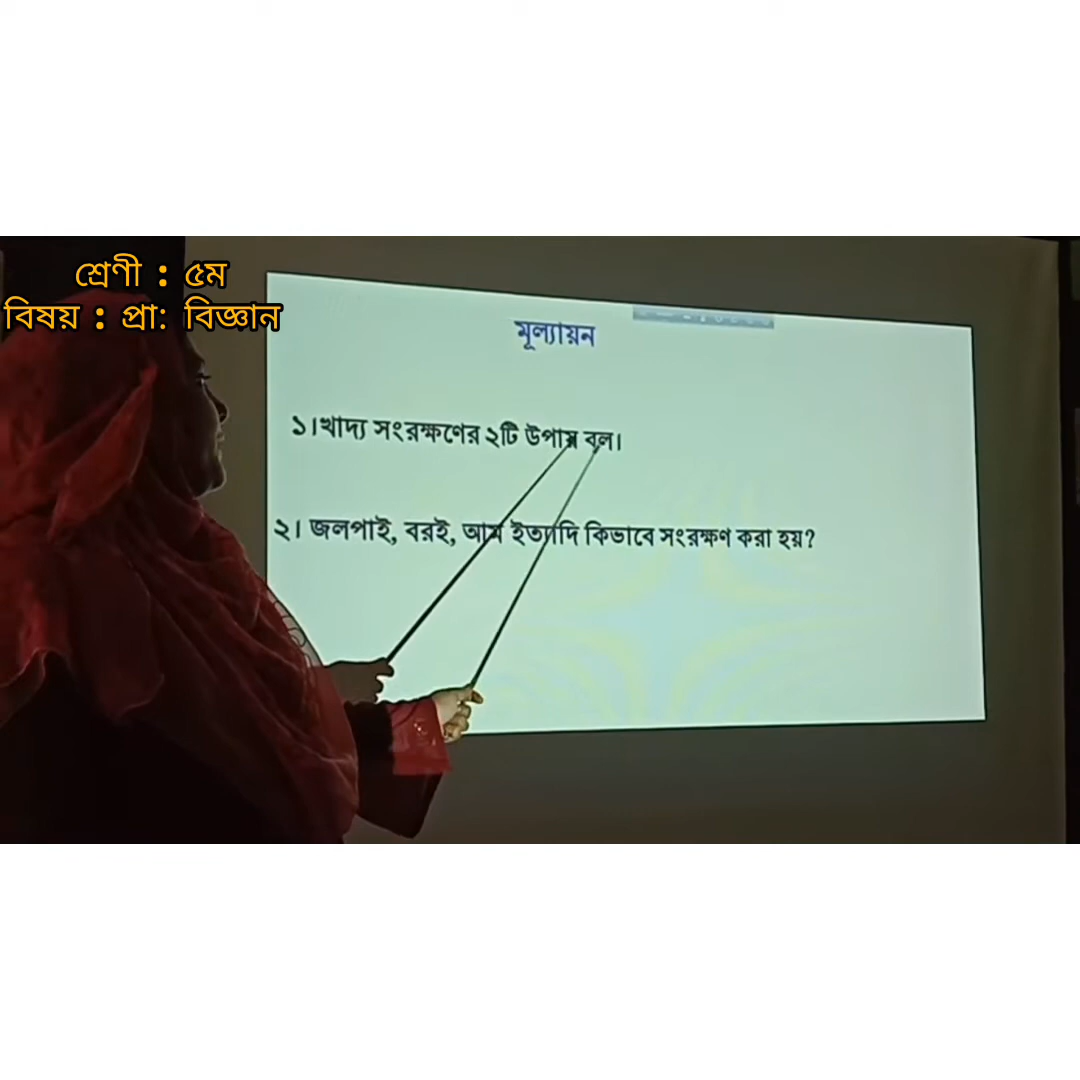 শ্রেণী : ৫ম
বিষয় : প্রা: বিজ্ঞান
মূল্যায়ন
১।খাদ্য সংরক্ষণের ২টি উপায় বল।
২। জলপাই, বরই, আম ইত্যাদি কিভাবে সংরক্ষণ করা হয়?